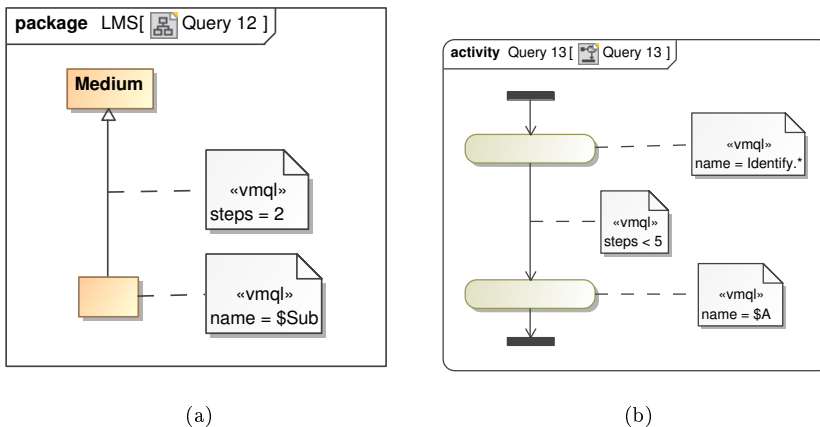 package LMS[ Query 12 ]
Medium
«vmql»
steps = 2
«vmql»
name = $Sub
(a)
activity Query 13 [ Query 13 ]
«vmql»
name = Identify.*
«vmql»
steps < 5
«vmql»
name = $A
(b)